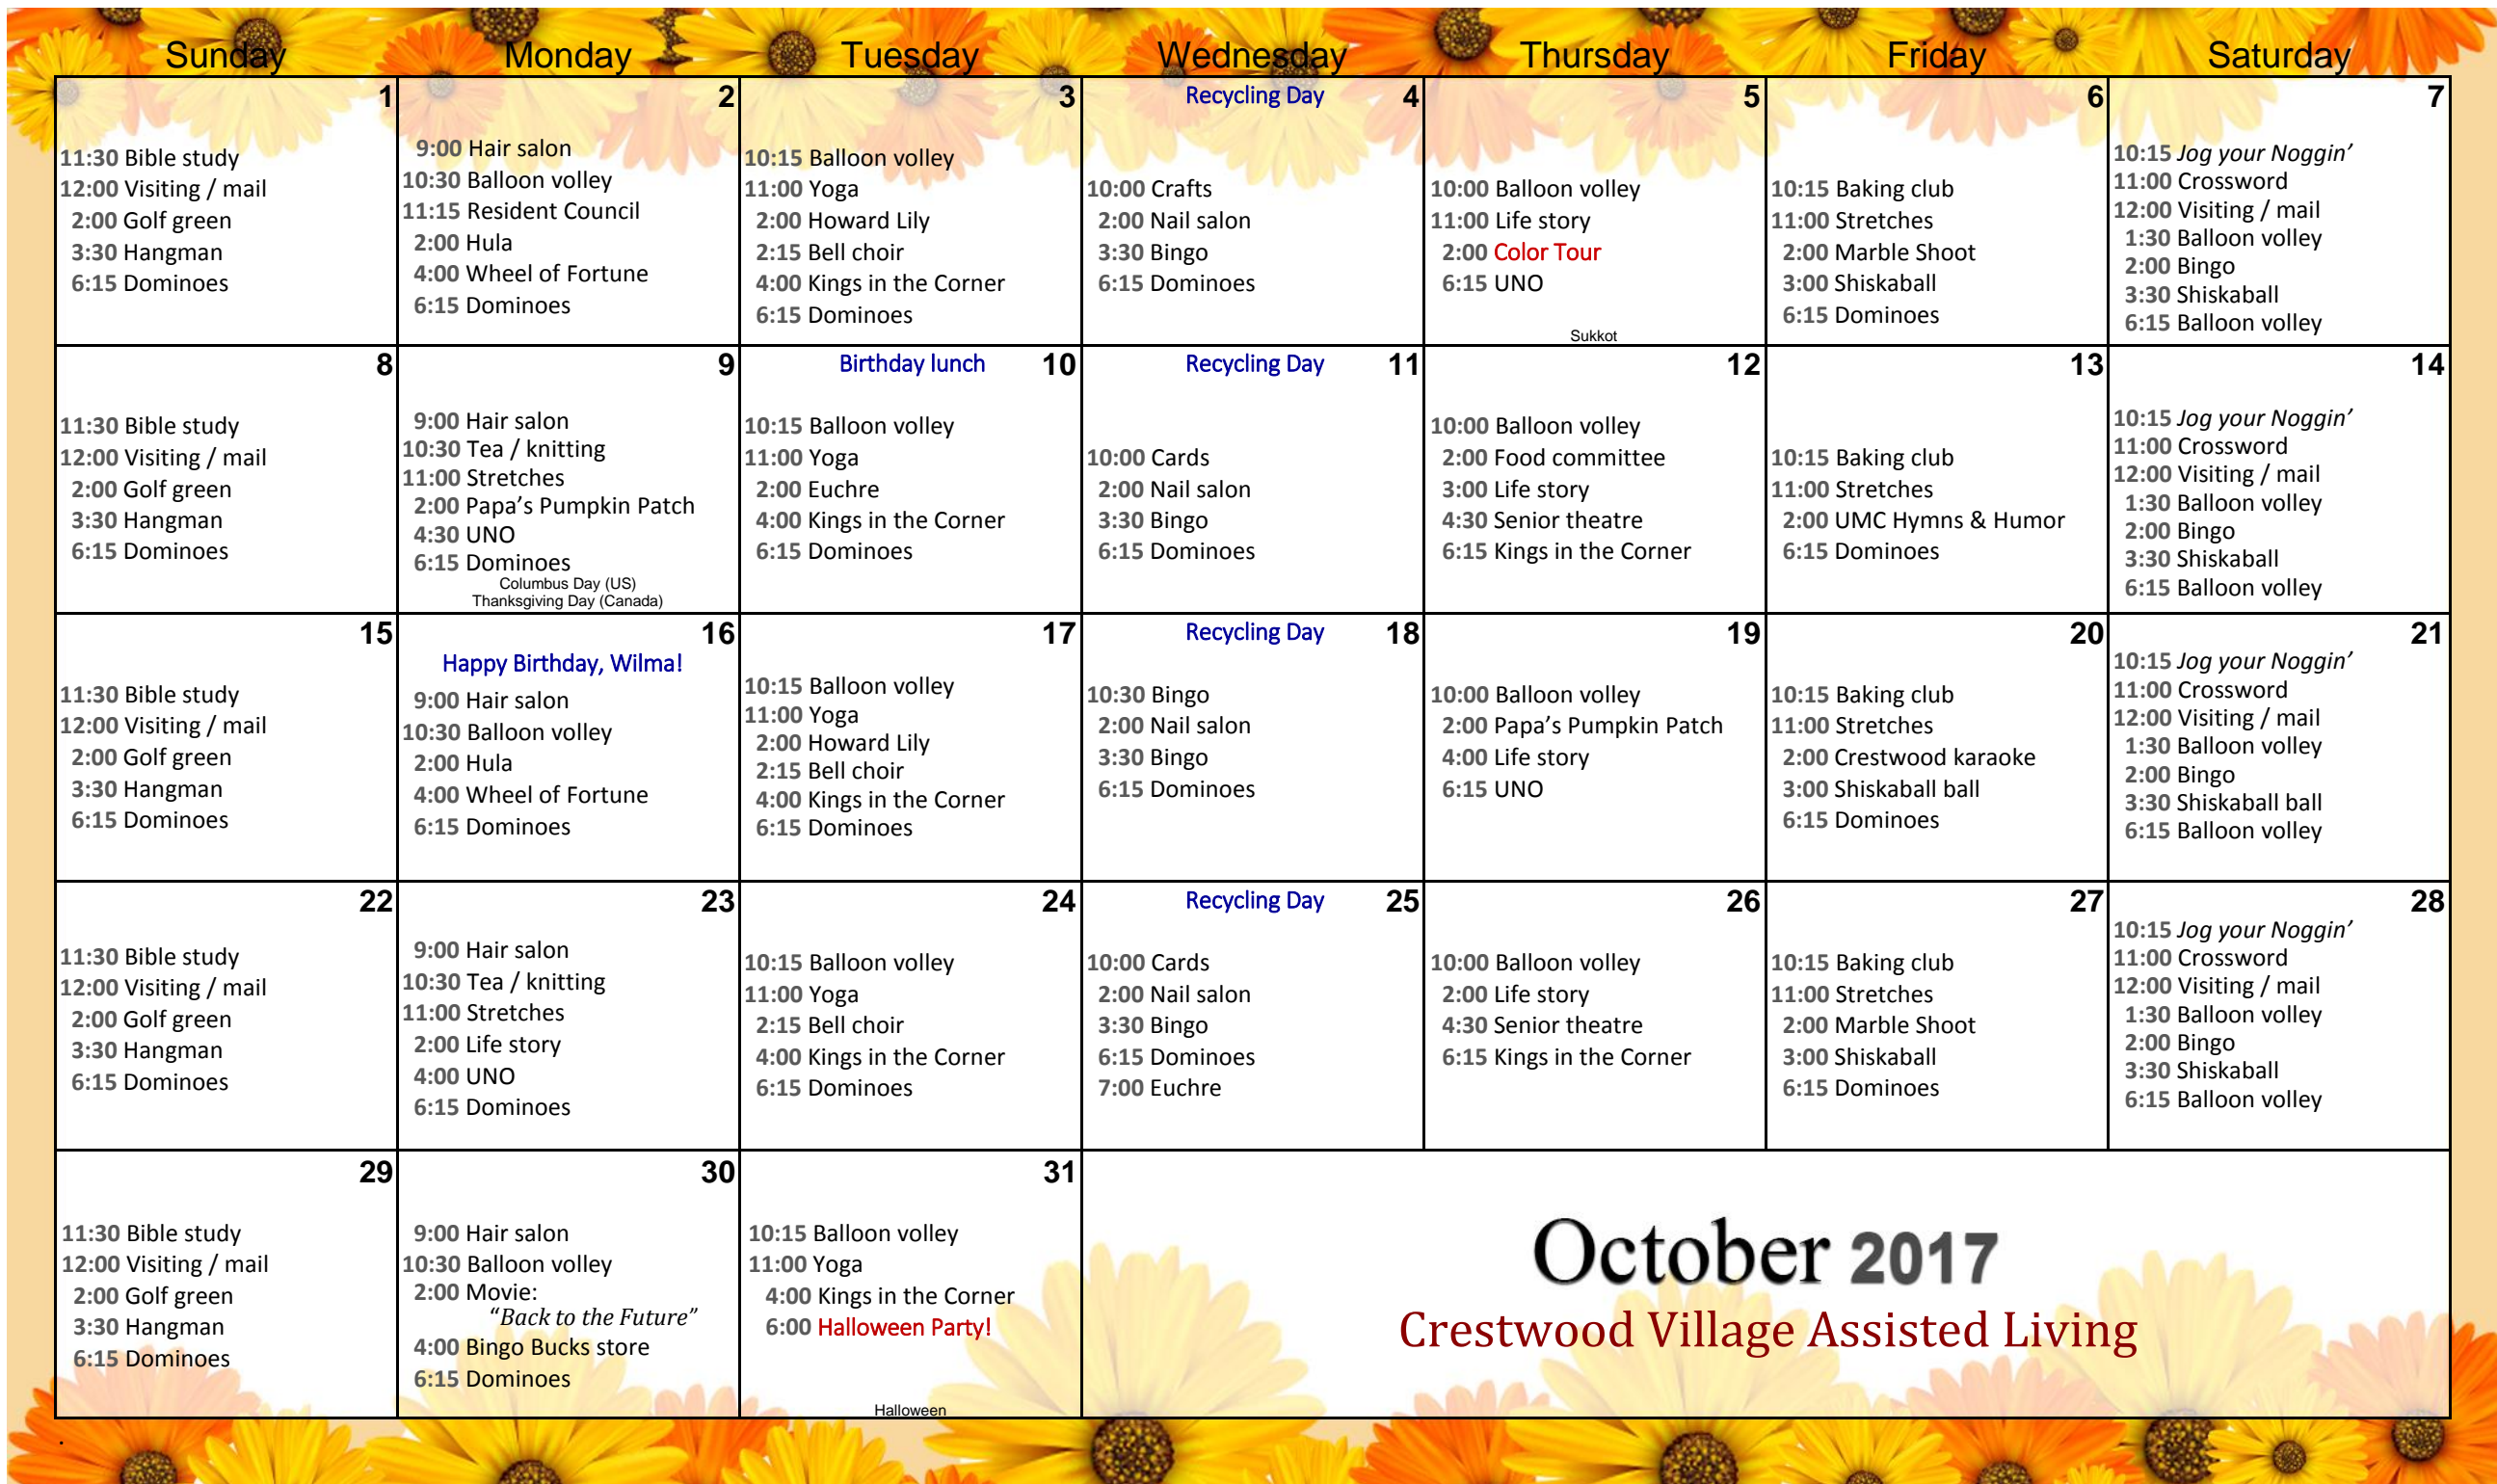 Sunday Monday Tuesday Wednesday Thursday Friday Saturday
1
11:30 Bible study
12:00 Visiting / mail
2:00 Golf green
3:30 Hangman
6:15 Dominoes
2
9:00 Hair salon
10:30 Balloon volley
11:15 Resident Council
2:00 Hula
4:00 Wheel of Fortune
6:15 Dominoes
3
10:15 Balloon volley
11:00 Yoga
2:00 Howard Lily
2:15 Bell choir
4:00 Kings in the Corner
6:15 Dominoes
Recycling Day 4
10:00 Crafts
2:00 Nail salon
3:30 Bingo
6:15 Dominoes
5
10:00 Balloon volley
11:00 Life story
2:00 Color Tour
6:15 UNO
Sukkot
6
10:15 Baking club
11:00 Stretches
2:00 Marble Shoot
3:00 Shiskaball
6:15 Dominoes
7
10:15 Jog your Noggin’
11:00 Crossword
12:00 Visiting / mail
1:30 Balloon volley
2:00 Bingo
3:30 Shiskaball
6:15 Balloon volley
8
11:30 Bible study
12:00 Visiting / mail
2:00 Golf green
3:30 Hangman
6:15 Dominoes
9
9:00 Hair salon
10:30 Tea / knitting
11:00 Stretches
2:00 Papa’s Pumpkin Patch
4:30 UNO
6:15 Dominoes
Columbus Day (US)
Thanksgiving Day (Canada)
Birthday lunch 10
10:15 Balloon volley
11:00 Yoga
2:00 Euchre
4:00 Kings in the Corner
6:15 Dominoes
Recycling Day 11
10:00 Cards
2:00 Nail salon
3:30 Bingo
6:15 Dominoes
12
10:00 Balloon volley
2:00 Food committee
3:00 Life story
4:30 Senior theatre
6:15 Kings in the Corner
13
10:15 Baking club
11:00 Stretches
2:00 UMC Hymns & Humor
6:15 Dominoes
14
10:15 Jog your Noggin’
11:00 Crossword
12:00 Visiting / mail
1:30 Balloon volley
2:00 Bingo
3:30 Shiskaball
6:15 Balloon volley
15
11:30 Bible study
12:00 Visiting / mail
2:00 Golf green
3:30 Hangman
6:15 Dominoes
16
Happy Birthday, Wilma!
9:00 Hair salon
10:30 Balloon volley
2:00 Hula
4:00 Wheel of Fortune
6:15 Dominoes
17
10:15 Balloon volley
11:00 Yoga
2:00 Howard Lily
2:15 Bell choir
4:00 Kings in the Corner
6:15 Dominoes
Recycling Day 18
10:30 Bingo
2:00 Nail salon
3:30 Bingo
6:15 Dominoes
19
10:00 Balloon volley
2:00 Papa’s Pumpkin Patch
4:00 Life story
6:15 UNO
20
10:15 Baking club
11:00 Stretches
2:00 Crestwood karaoke
3:00 Shiskaball ball
6:15 Dominoes
21
10:15 Jog your Noggin’
11:00 Crossword
12:00 Visiting / mail
1:30 Balloon volley
2:00 Bingo
3:30 Shiskaball ball
6:15 Balloon volley
22
11:30 Bible study
12:00 Visiting / mail
2:00 Golf green
3:30 Hangman
6:15 Dominoes
23
9:00 Hair salon
10:30 Tea / knitting
11:00 Stretches
2:00 Life story
4:00 UNO
6:15 Dominoes
24
10:15 Balloon volley
11:00 Yoga
2:15 Bell choir
4:00 Kings in the Corner
6:15 Dominoes
Recycling Day 25
10:00 Cards
2:00 Nail salon
3:30 Bingo
6:15 Dominoes
7:00 Euchre
26
10:00 Balloon volley
2:00 Life story
4:30 Senior theatre
6:15 Kings in the Corner
27
10:15 Baking club
11:00 Stretches
2:00 Marble Shoot
3:00 Shiskaball
6:15 Dominoes
28
10:15 Jog your Noggin’
11:00 Crossword
12:00 Visiting / mail
1:30 Balloon volley
2:00 Bingo
3:30 Shiskaball
6:15 Balloon volley
29
11:30 Bible study
12:00 Visiting / mail
2:00 Golf green
3:30 Hangman
6:15 Dominoes
30
9:00 Hair salon
10:30 Balloon volley
2:00 Movie:
“Back to the Future”
4:00 Bingo Bucks store
6:15 Dominoes
31
10:15 Balloon volley
11:00 Yoga
4:00 Kings in the Corner
6:00 Halloween Party!
Halloween
October 2017
Crestwood Village Assisted Living
.